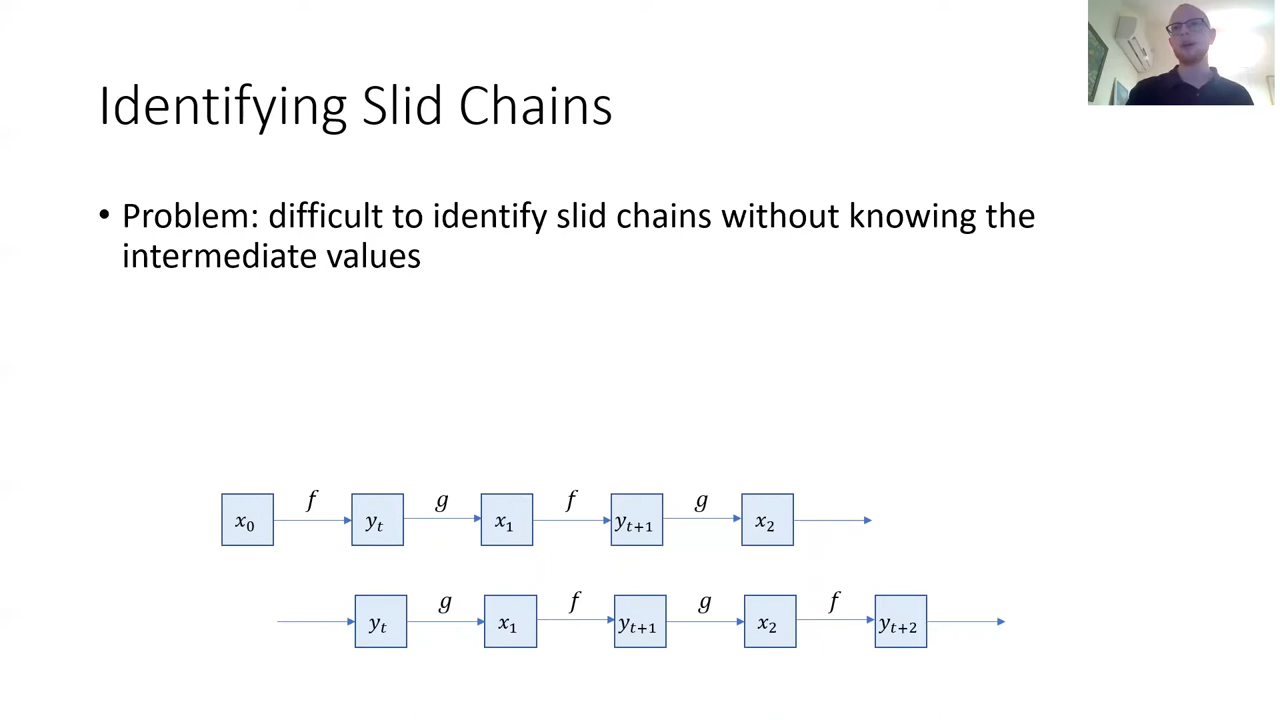 Identifying Slid Chains
• Problem: difficult to identify slid chains without knowing the
intermediate values
f g f g
x₀ yₜ x₁ yₜ₊₁ x₂
g f g f
yₜ x₁ yₜ₊₁ x₂ yₜ₊₂